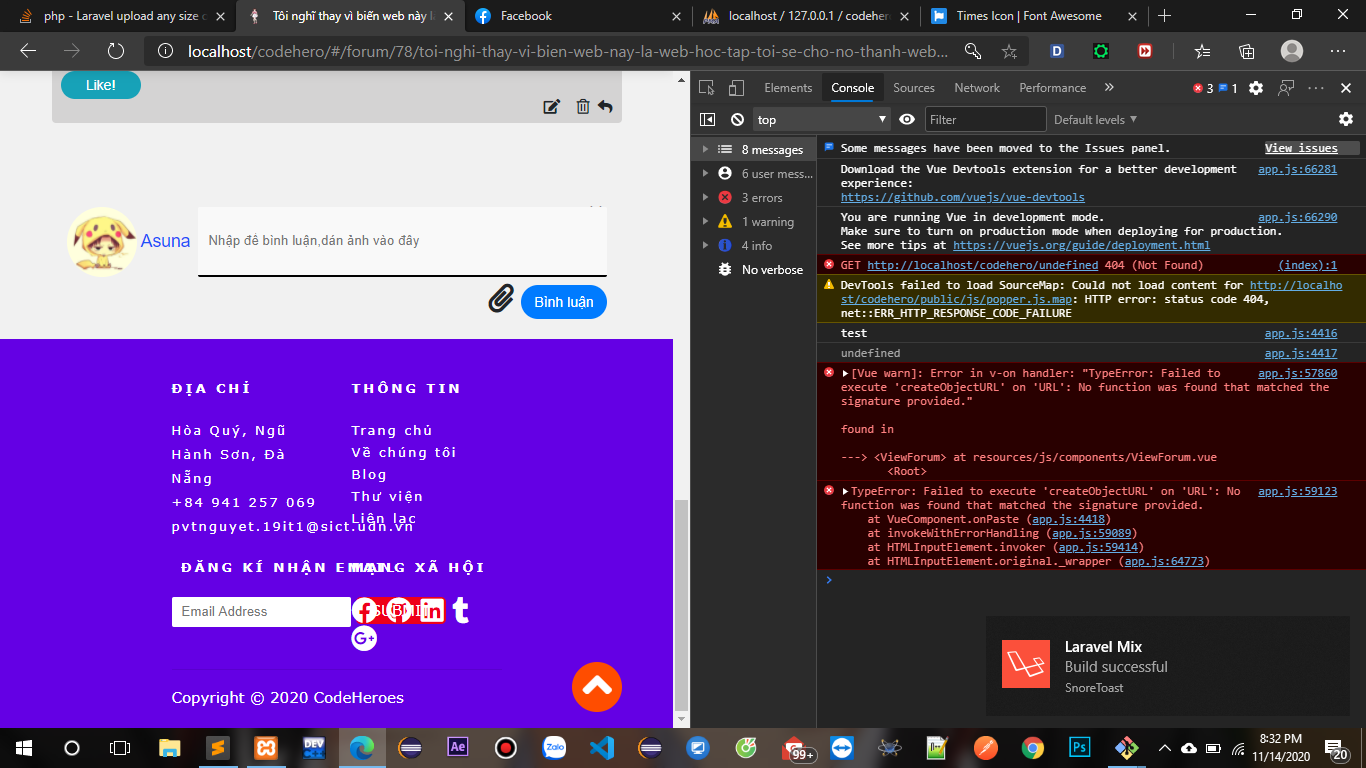 php - Laravel upload any size c
Tôi nghĩ thay vì biến web này là
Facebook
localhost / 127.0.0.1 / codeher
Times Icon | Font Awesome
localhost/codehero/#/forum/78/toi-nghi-thay-vi-bien-web-nay-la-web-hoc-tap-toi-se-cho-no-thanh-web...
Like!
Asuna
Nhập để bình luận,dán ảnh vào đây
Bình luận
ĐỊA CHỈ
Hòa Quý, Ngũ
Hành Sơn, Đà
Nẵng
+84 941 257 069
pvtnguyet.19it1@sict.udn.vn
THÔNG TIN
Trang chủ
Về chúng tôi
Blog
Thư viện
Liên lạc
ĐĂNG KÍ NHẬN EMAIL
MẠNG XÃ HỘI
Email Address
SUBMIT
Copyright © 2020 CodeHeroes
Elements
Console
Sources
Network
Performance
3
1
top
Filter
Default levels
8 messages
6 user mess...
3 errors
1 warning
4 info
No verbose
Some messages have been moved to the Issues panel.
View issues
Download the Vue Devtools extension for a better development
app.js:66281
experience:
https://github.com/vuejs/vue-devtools
You are running Vue in development mode.
app.js:66290
Make sure to turn on production mode when deploying for production.
See more tips at https://vuejs.org/guide/deployment.html
GET http://localhost/codehero/undefined 404 (Not Found)
(index):1
DevTools failed to load SourceMap: Could not load content for http://localho
st/codehero/public/js/popper.js.map: HTTP error: status code 404,
net::ERR_HTTP_RESPONSE_CODE_FAILURE
test
app.js:4416
undefined
app.js:4417
[Vue warn]: Error in v-on handler: "TypeError: Failed to
app.js:57860
execute 'createObjectURL' on 'URL': No function was found that matched the
signature provided."
found in
---> <ViewForum> at resources/js/components/ViewForum.vue
<Root>
TypeError: Failed to execute 'createObjectURL' on 'URL': No
app.js:59123
function was found that matched the signature provided.
at VueComponent.onPaste (app.js:4418)
at invokeWithErrorHandling (app.js:59089)
at HTMLInputElement.invoker (app.js:59414)
at HTMLInputElement.original._wrapper (app.js:64773)
Laravel Mix
Build successful
SnoreToast
DEV
Ae
Zalo
99+
Ps
8:32 PM
11/14/2020
20